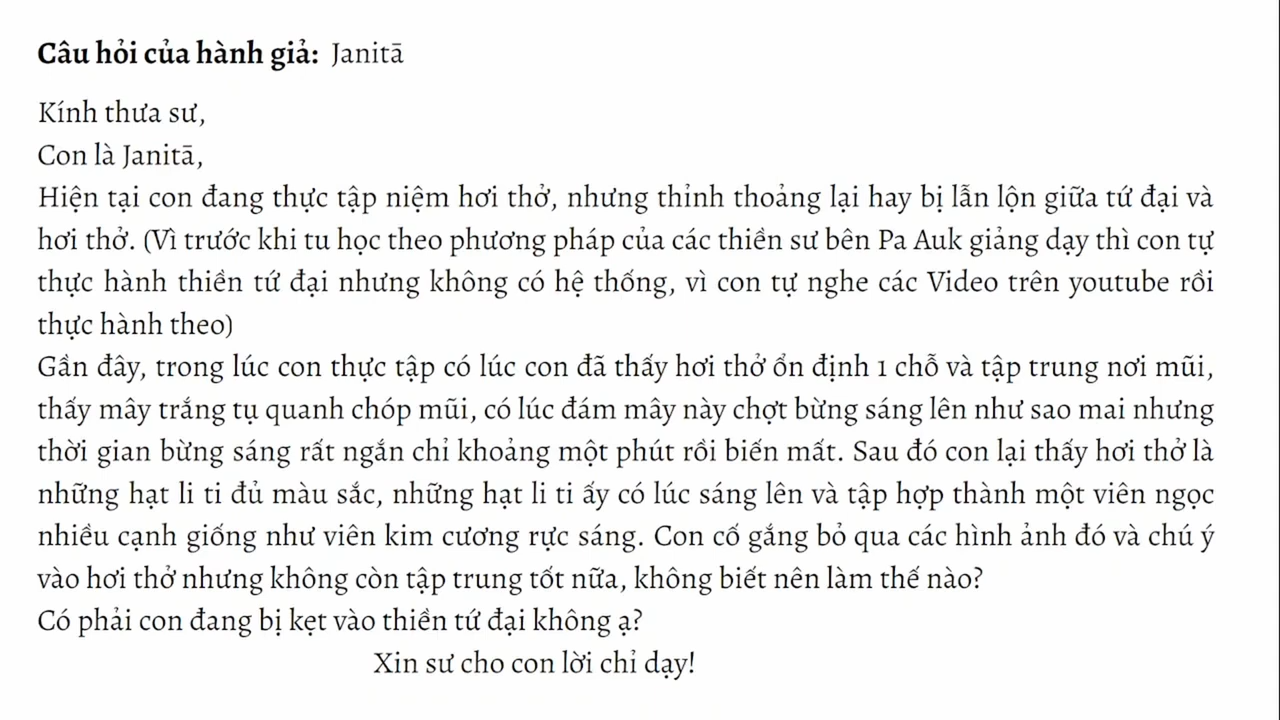 Câu hỏi của hành giả: Janitā
Kính thưa sư,
Con là Janitā,
Hiện tại con đang thực tập niệm hơi thở, nhưng thỉnh thoảng lại hay bị lẫn lộn giữa tứ đại và
hơi thở. (Vì trước khi tu học theo phương pháp của các thiền sư bên Pa Auk giảng dạy thì con tự
thực hành thiền tứ đại nhưng không có hệ thống, vì con tự nghe các Video trên youtube rồi
thực hành theo)
Gần đây, trong lúc con thực tập có lúc con đã thấy hơi thở ổn định 1 chỗ và tập trung nơi mũi,
thấy mây trắng tụ quanh chóp mũi, có lúc đám mây này chợt bừng sáng lên như sao mai nhưng
thời gian bừng sáng rất ngắn chỉ khoảng một phút rồi biến mất. Sau đó con lại thấy hơi thở là
những hạt li ti đủ màu sắc, những hạt li ti ấy có lúc sáng lên và tập hợp thành một viên ngọc
nhiều cạnh giống như viên kim cương rực sáng. Con cố gắng bỏ qua các hình ảnh đó và chú ý
vào hơi thở nhưng không còn tập trung tốt nữa, không biết nên làm thế nào?
Có phải con đang bị kẹt vào thiền tứ đại không ạ?
Xin sư cho con lời chỉ dạy!